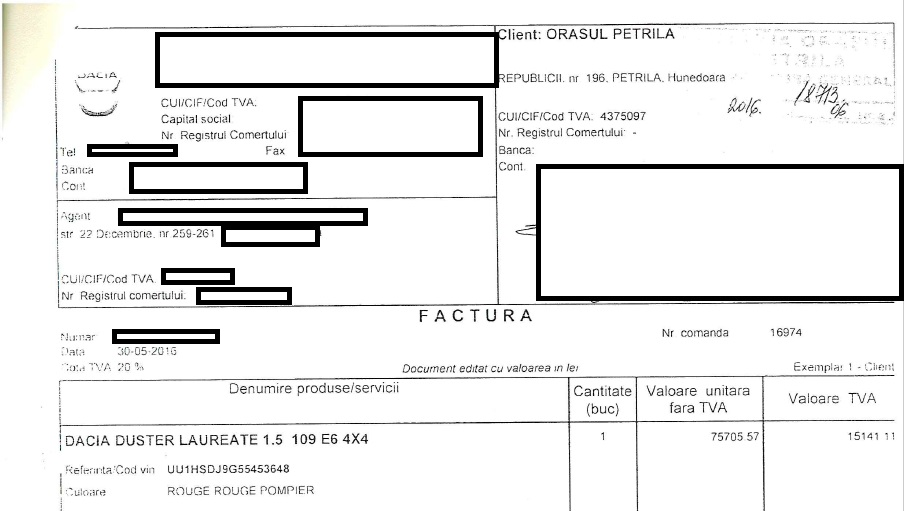 DACIA
CUI/CIF/Cod TVA:
Capital social
Nr. Registrul Comertului
Tel
Fax
Banca
Cont
Client: ORASUL PETRILA
REPUBLICII. nr 196, PETRILA, Hunedoara
CUI/CIF/Cod TVA: 4375097
Nr. Registrul Comertului: -
Banca:
Cont.
2016.
18713.
06
Agent
str 22 Decembrie, nr.259-261
CUI/CIF/Cod TVA.
Nr Registrul comertului:
FACTURA
Numar
Data 30-05-2016
Cota TVA 20 %
Nr comanda 16974
Document editat cu valoarea in lei
Exemplar 1 - Client
Denumire produse/servicii
Cantitate
(buc)
Valoare unitara
fara TVA
Valoare TVA
DACIA DUSTER LAUREATE 1.5 109 E6 4X4 1 75705 57 15141 11
Referinta/Cod vin UU1HSDJ9G55453648
Culoare ROUGE ROUGE POMPIER